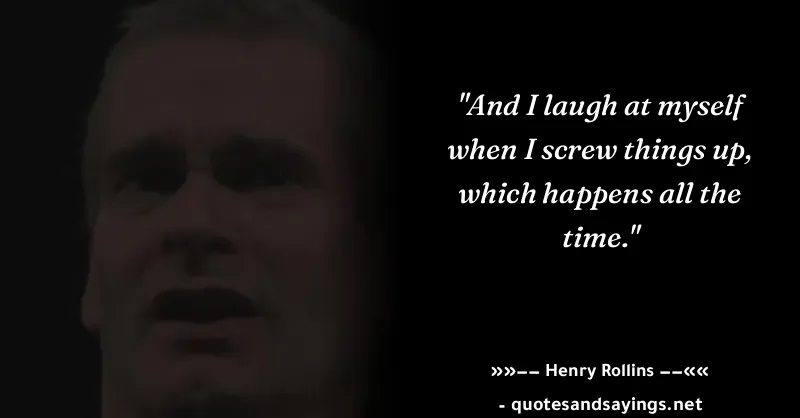 "And I laugh at myself
when I screw things up,
which happens all the
time."
»»−− Henry Rollins −−««
- quotesandsayings.net